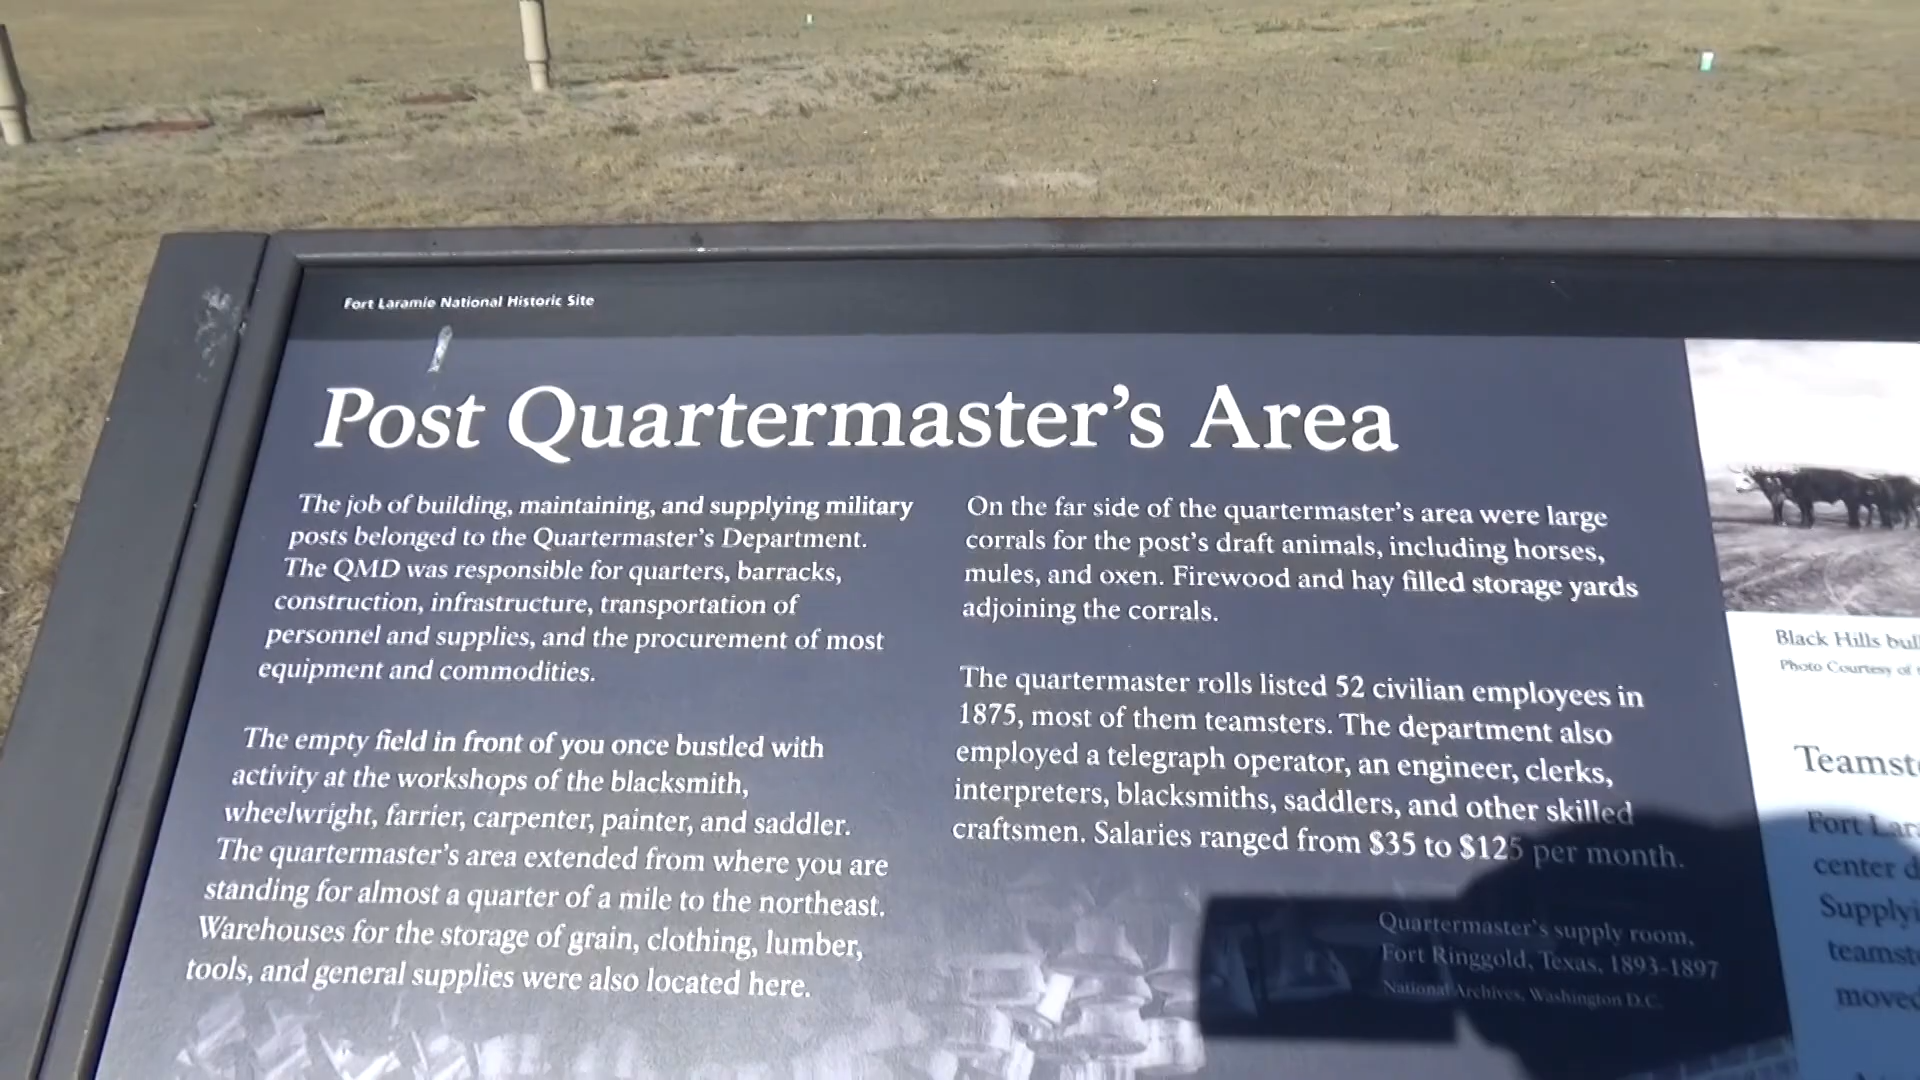 Fort Laramie National Historic Site
Post Quartermaster's Area
The job of building, maintaining, and supplying military
posts belonged to the Quartermaster's Department.
The QMD was responsible for quarters, barracks,
construction, infrastructure, transportation of
personnel and supplies, and the procurement of most
equipment and commodities.
The empty field in front of you once bustled with
activity at the workshops of the blacksmith,
wheelwright, farrier, carpenter, painter, and saddler.
The quartermaster's area extended from where you are
standing for almost a quarter of a mile to the northeast.
Warehouses for the storage of grain, clothing, lumber,
tools, and general supplies were also located here.
On the far side of the quartermaster's area were large
corrals for the post's draft animals, including horses,
mules, and oxen. Firewood and hay filled storage yards
adjoining the corrals.
The quartermaster rolls listed 52 civilian employees in
1875, most of them teamsters. The department also
employed a telegraph operator, an engineer, clerks,
interpreters, blacksmiths, saddlers, and other skilled
craftsmen. Salaries ranged from $35 to $125 per month.
Quartermaster's supply room,
Fort Ringgold, Texas, 1893-1897
National Archives, Washington D.C.
Black Hills
Photo Courtesy of
Fort
center